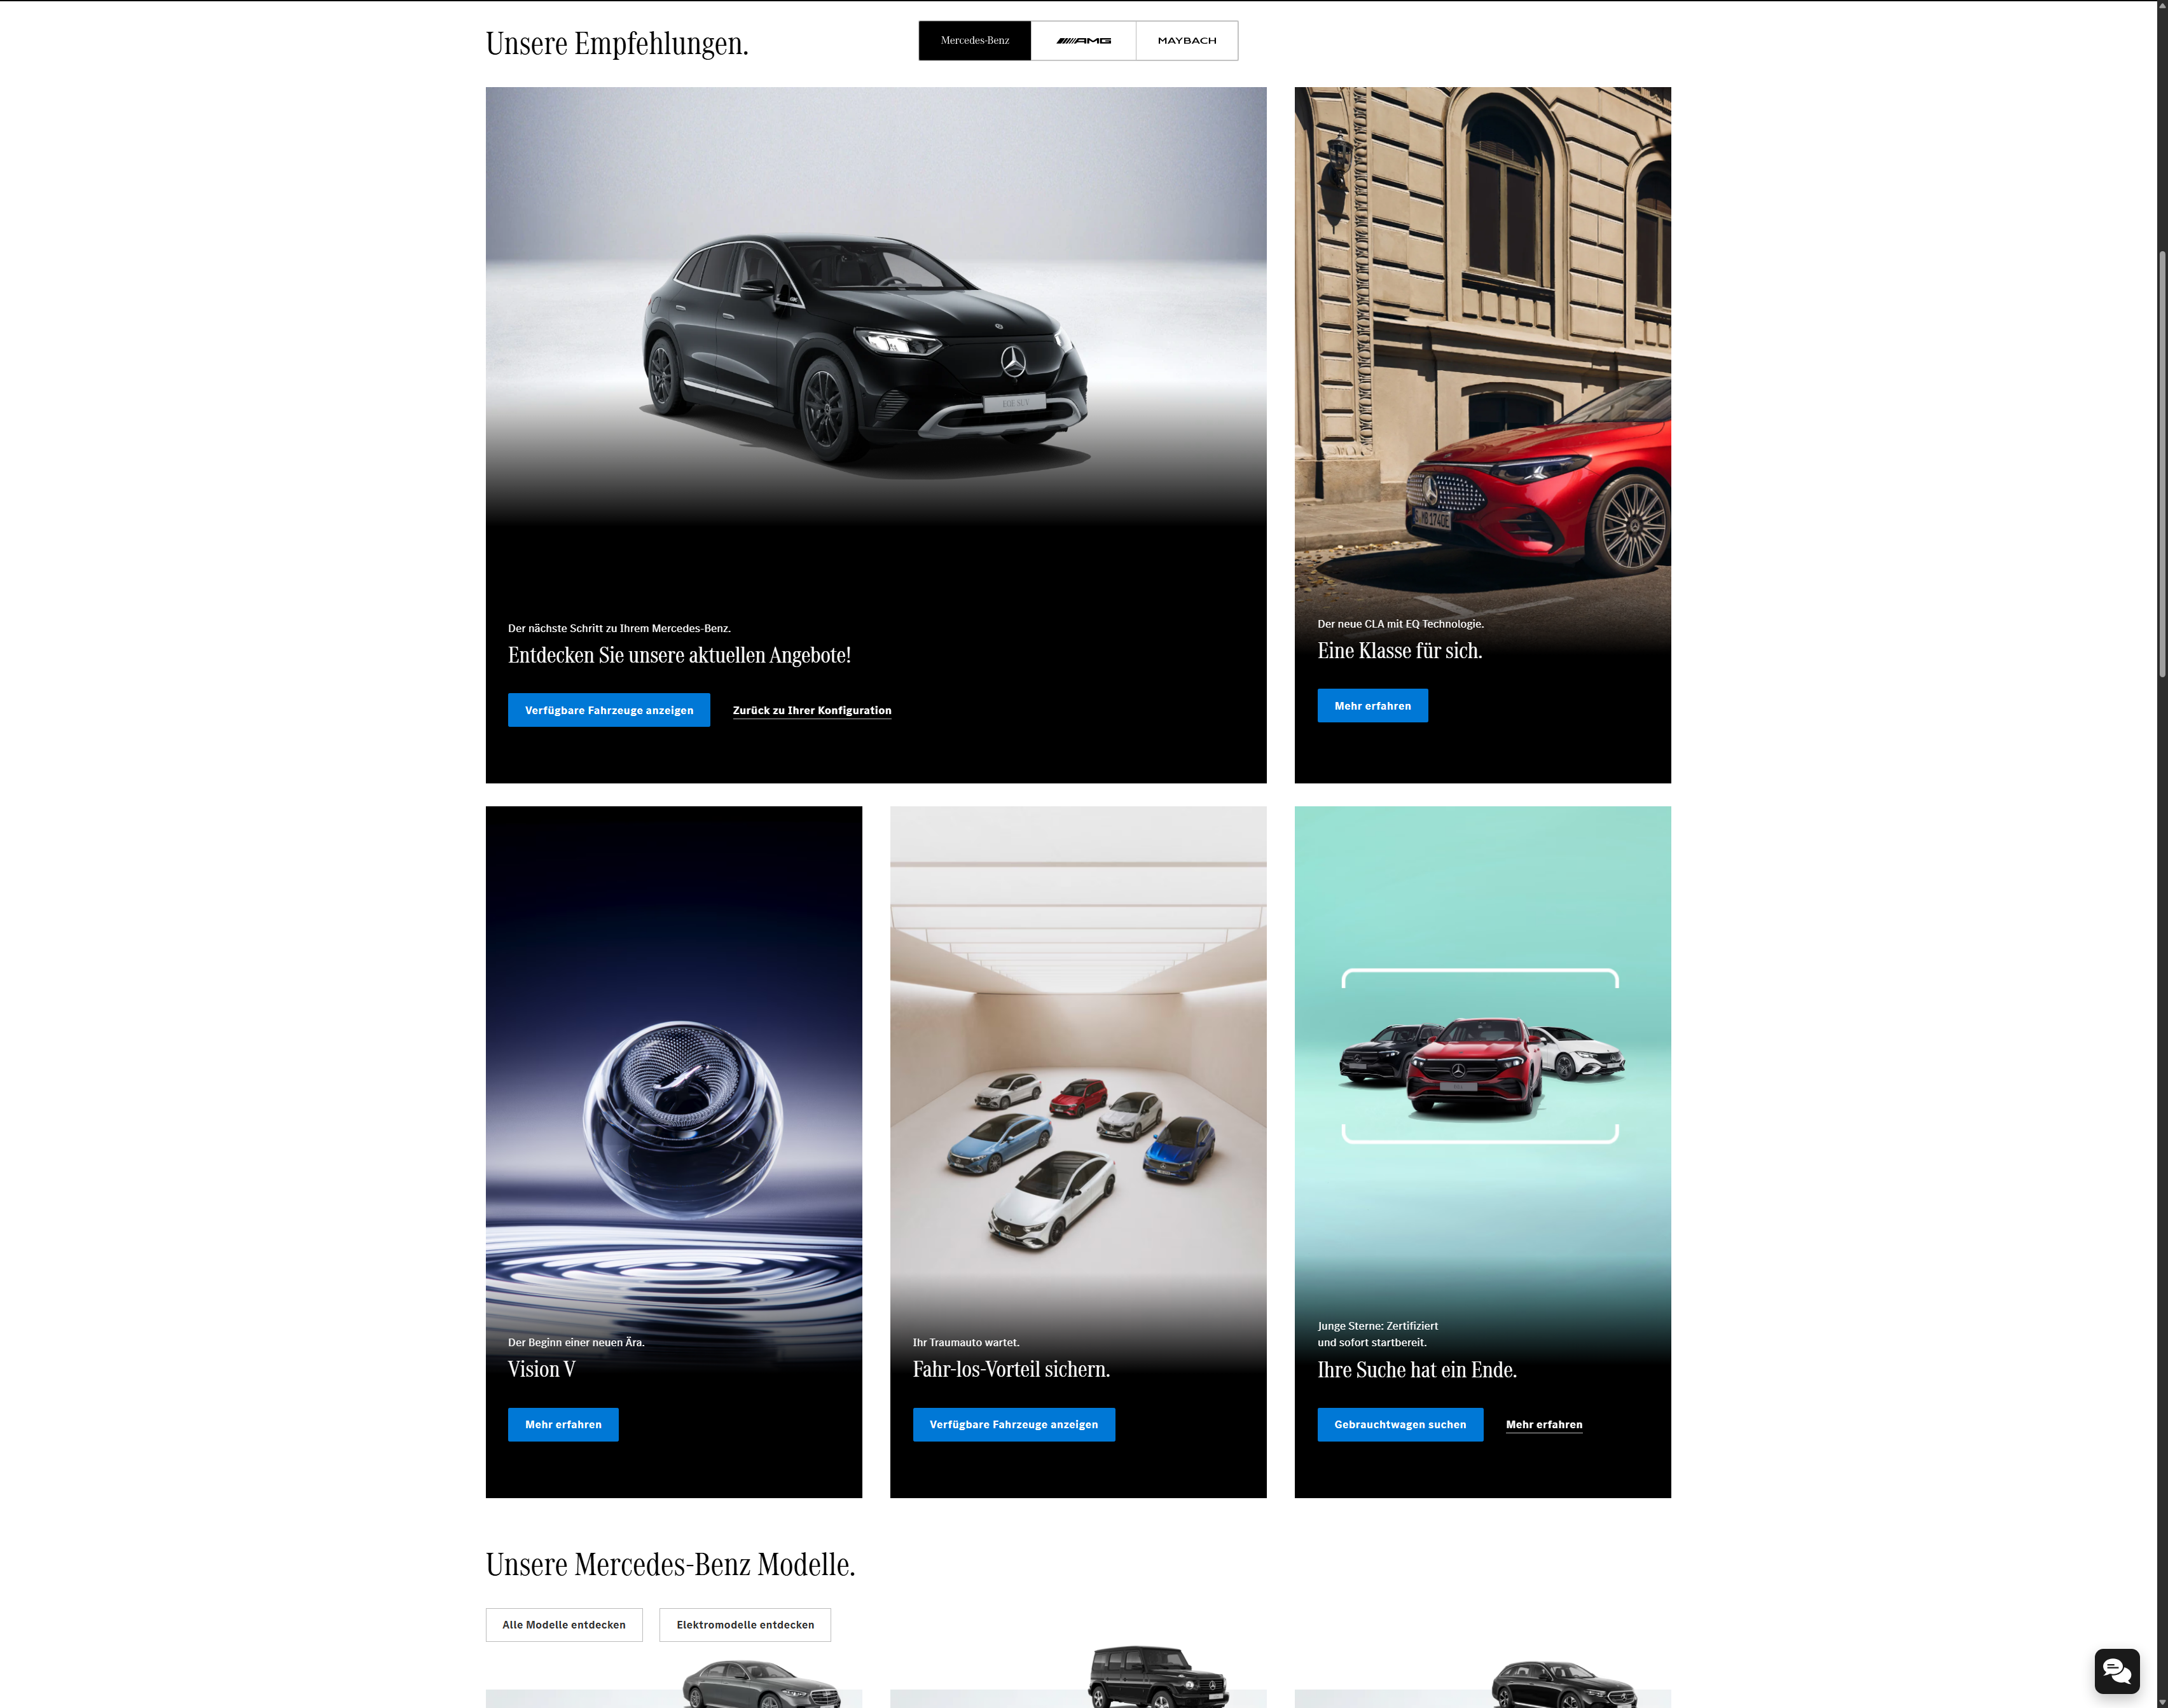 Unsere Empfehlungen.
Mercedes-Benz
AMG
MAYBACH
EQE SUV
Der nächste Schritt zu Ihrem Mercedes-Benz.
Entdecken Sie unsere aktuellen Angebote!
Verfügbare Fahrzeuge anzeigen
Zurück zu Ihrer Konfiguration
S MB 1740E
Der neue CLA mit EQ Technologie.
Eine Klasse für sich.
Mehr erfahren
Der Beginn einer neuen Ära.
Vision V
Mehr erfahren
Ihr Traumauto wartet.
Fahr-los-Vorteil sichern.
Verfügbare Fahrzeuge anzeigen
Junge Sterne: Zertifiziert
und sofort startbereit.
Ihre Suche hat ein Ende.
Gebrauchtwagen suchen
Mehr erfahren
Unsere Mercedes-Benz Modelle.
Alle Modelle entdecken
Elektromodelle entdecken